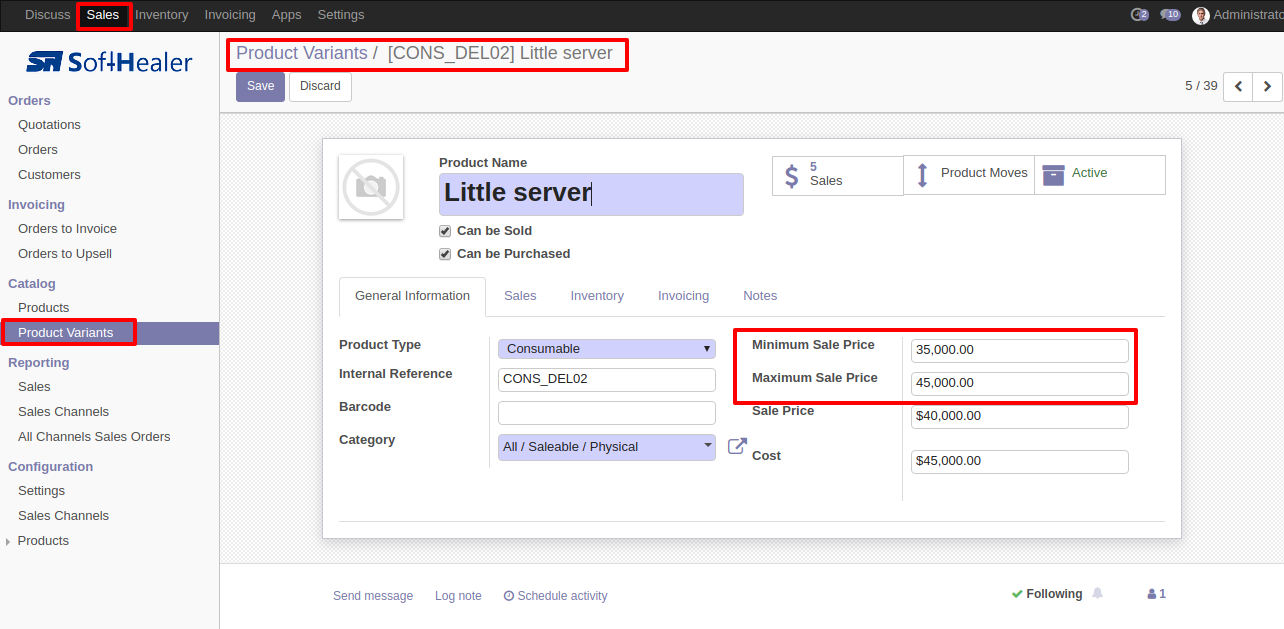 Discuss Sales Inventory Invoicing Apps Settings 2 10 Administrato
SH Soft-Healer
Product Variants / [CONS_DEL02] Little server
Save Discard 5 / 39
Orders
Quotations
Orders
Customers
Invoicing
Orders to Invoice
Orders to Upsell
Catalog
Products
Product Variants
Reporting
Sales
Sales Channels
All Channels Sales Orders
Configuration
Settings
Sales Channels
Products
Product Name
Little server
5
Sales
Product Moves
Active
Can be Sold
Can be Purchased
General Information Sales Inventory Invoicing Notes
Product Type Consumable
Internal Reference CONS_DEL02
Barcode
Category All / Saleable / Physical
Minimum Sale Price 35,000.00
Maximum Sale Price 45,000.00
Sale Price $40,000.00
Cost $45,000.00
Send message Log note Schedule activity Following 1